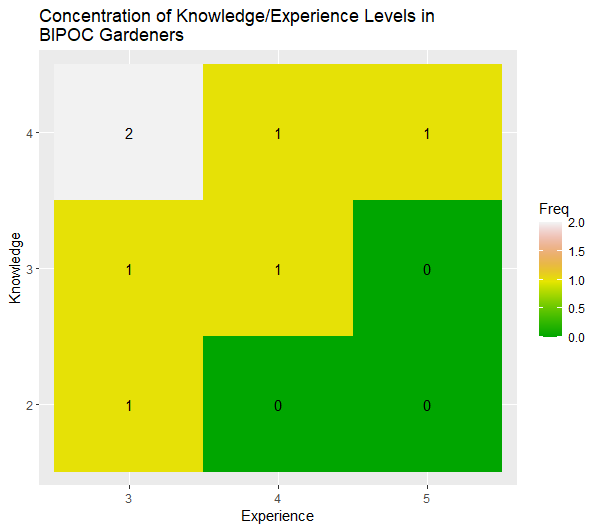 Concentration of Knowledge/Experience Levels in
BIPOC Gardeners
Knowledge
4
3
2
2 1 1
1 1 0
1 0 0
3 4 5
Experience
Freq
2.0
1.5
1.0
0.5
0.0